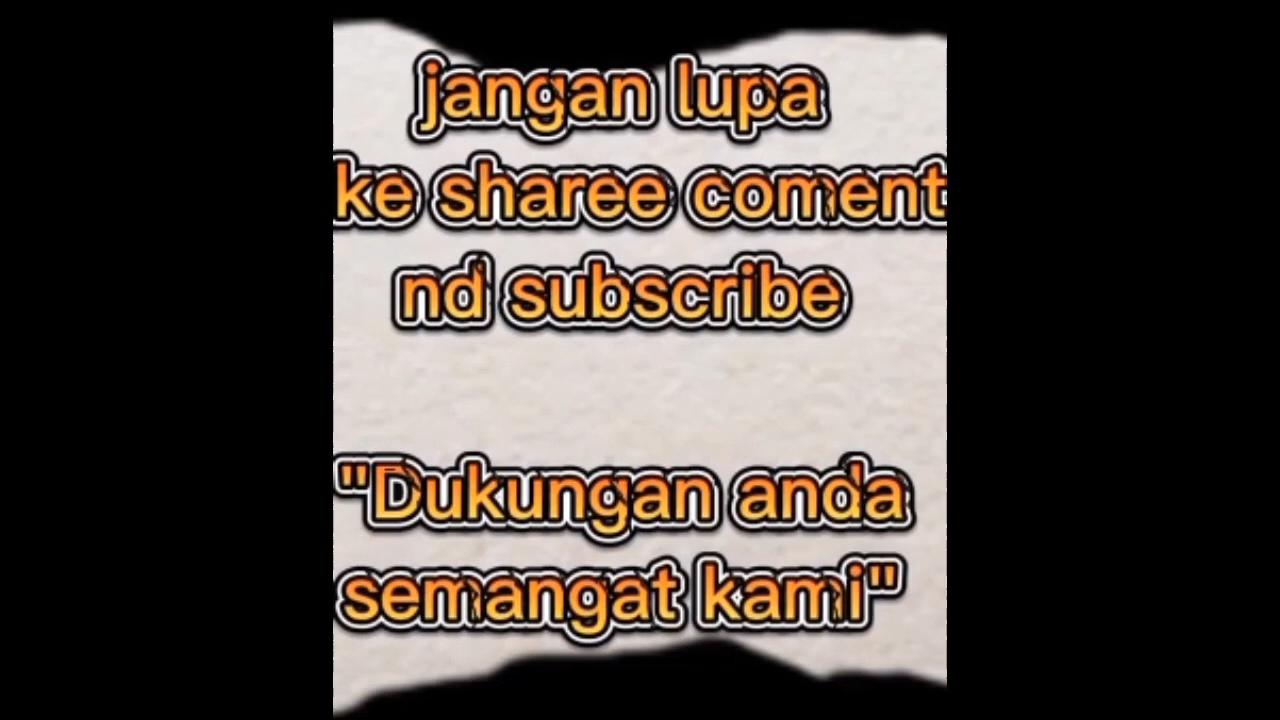 jangan lupa
ke sharee coment
nd subscribe
"Dukungan anda
semangat kami"